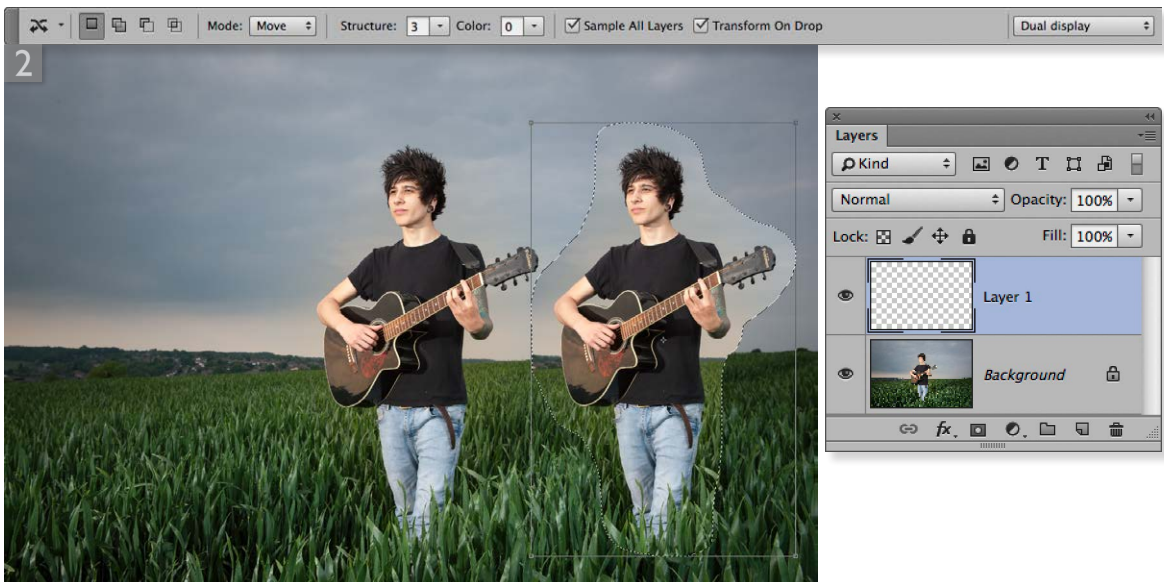 Mode: Move Structure: 3 Color: 0 Sample All Layers Transform On Drop Dual display
2
Layers
Kind T
Normal Opacity: 100%
Lock: Fill: 100%
Layer 1
Background
fx